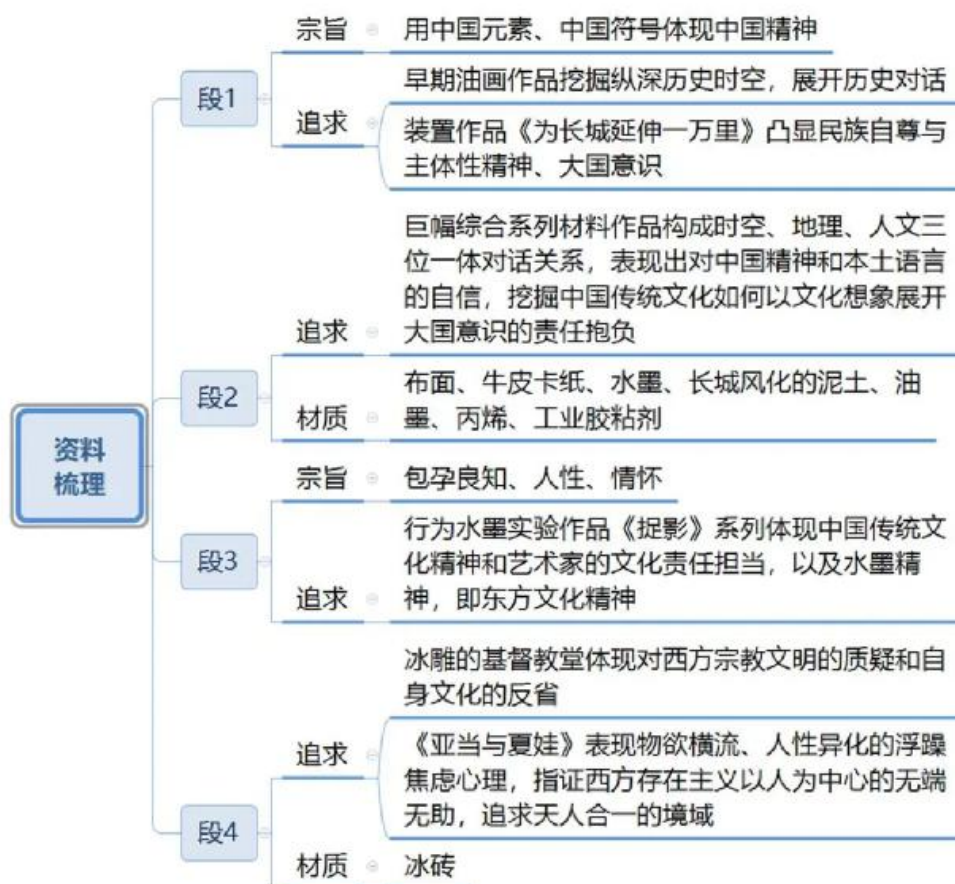 资料
梳理
段1
宗旨
用中国元素、中国符号体现中国精神
追求
早期油画作品挖掘纵深历史时空，展开历史对话
装置作品《为长城延伸一万里》凸显民族自尊与
主体性精神、大国意识
段2
追求
巨幅综合系列材料作品构成时空、地理、人文三
位一体对话关系，表现出对中国精神和本土语言
的自信，挖掘中国传统文化如何以文化想象展开
大国意识的责任抱负
材质
布面、牛皮卡纸、水墨、长城风化的泥土、油
墨、丙烯、工业胶粘剂
段3
宗旨
包孕良知、人性、情怀
追求
行为水墨实验作品《捉影》系列体现中国传统文
化精神和艺术家的文化责任担当，以及水墨精
神，即东方文化精神
段4
追求
冰雕的基督教堂体现对西方宗教文明的质疑和自
身文化的反省
《亚当与夏娃》表现物欲横流、人性异化的浮躁
焦虑心理，指证西方存在主义以人为中心的无端
无助，追求天人合一的境域
材质
冰砖